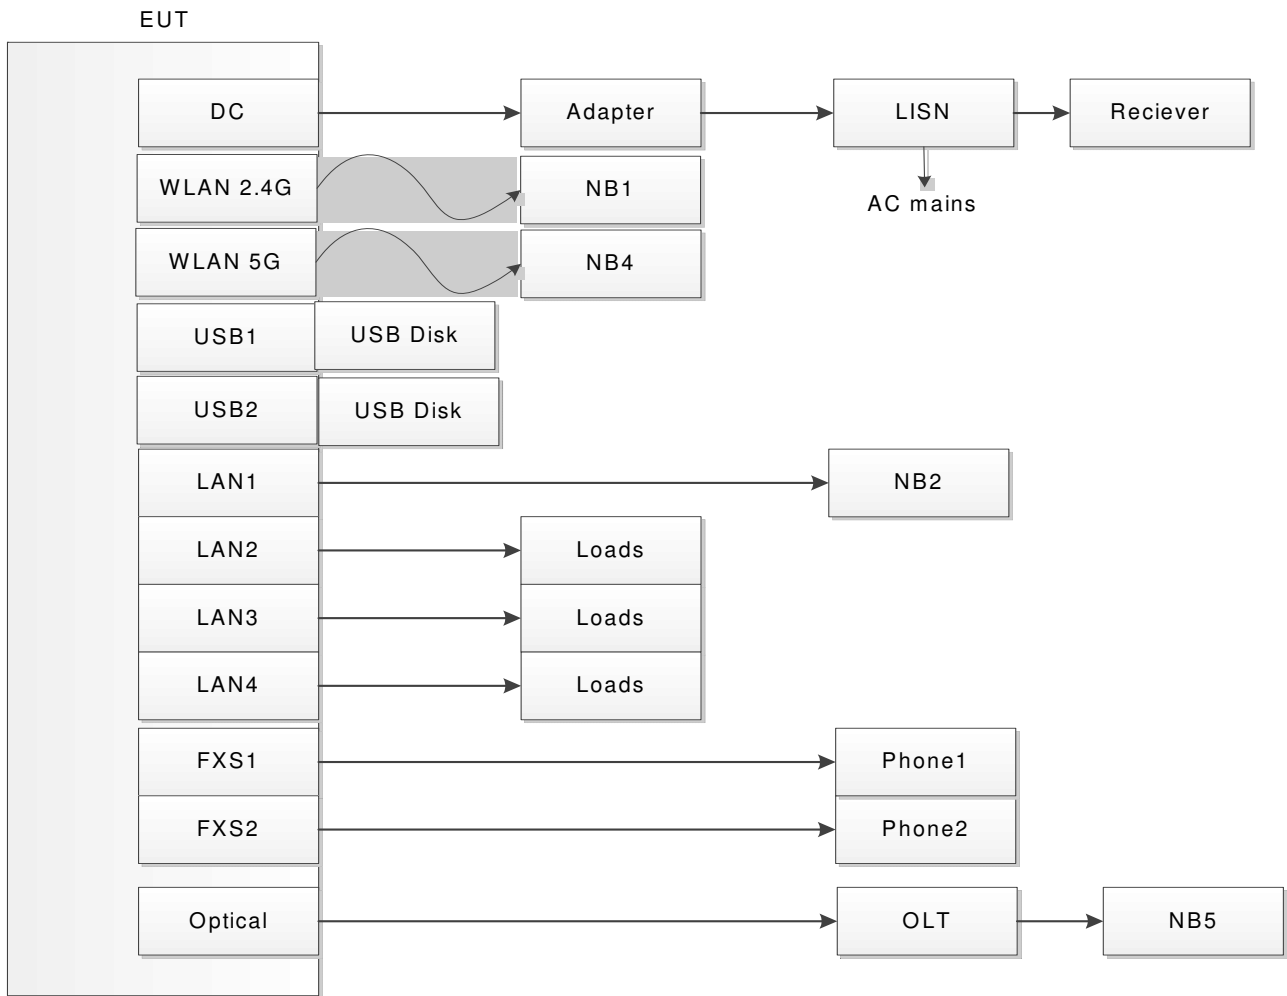 EUT
DC
Adapter
LISN
Reciever
WLAN 2.4G
NB1
AC mains
WLAN 5G
NB4
USB1
USB Disk
USB2
USB Disk
LAN1
NB2
LAN2
Loads
LAN3
Loads
LAN4
Loads
FXS1
Phone1
FXS2
Phone2
Optical
OLT
NB5